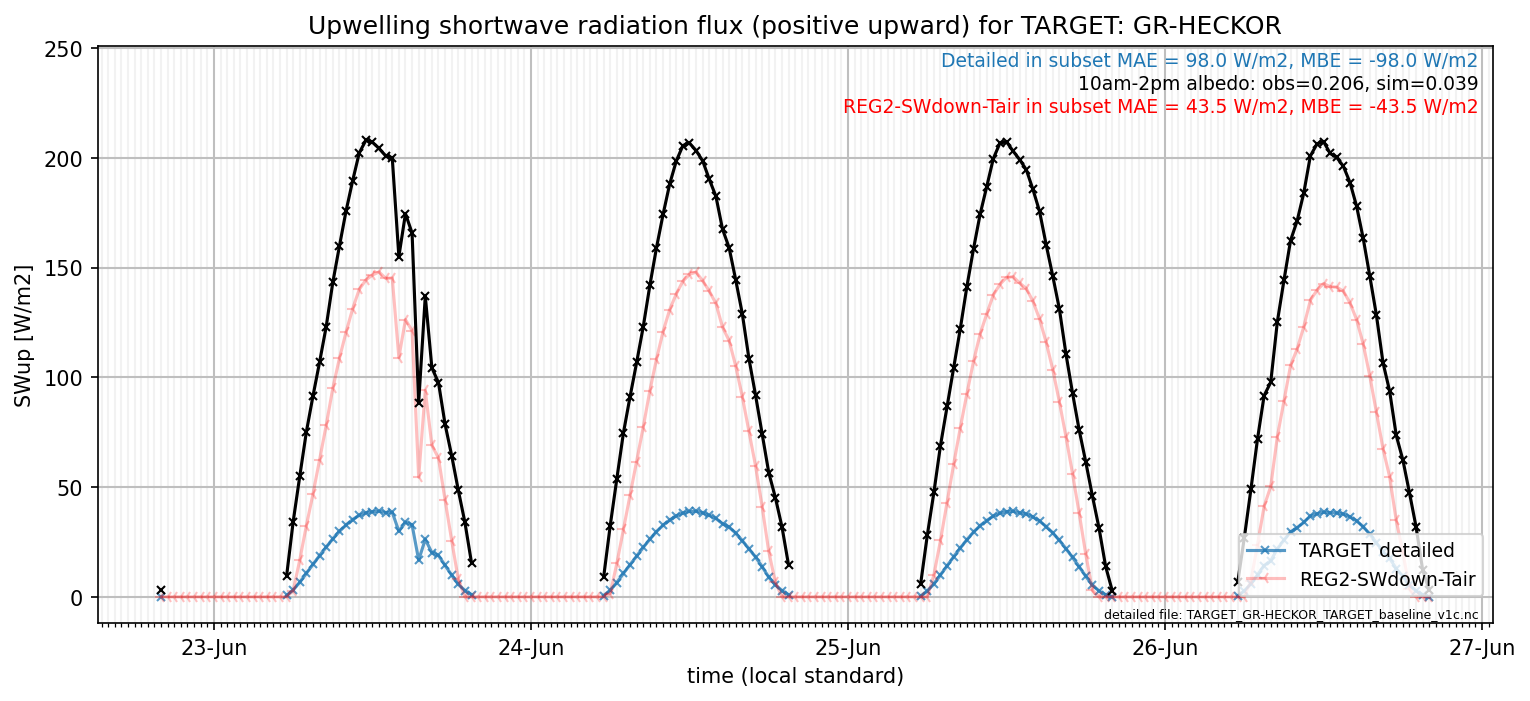 Upwelling shortwave radiation flux (positive upward) for TARGET: GR-HECKOR
Detailed in subset MAE = 98.0 W/m2, MBE = -98.0 W/m2
10am-2pm albedo: obs=0.206, sim=0.039
REG2-SWdown-Tair in subset MAE = 43.5 W/m2, MBE = -43.5 W/m2
SWup [W/m2]
250
200
150
100
50
0
TARGET detailed
REG2-SWdown-Tair
detailed file: TARGET_GR-HECKOR_TARGET_baseline_v1c.nc
23-Jun 24-Jun 25-Jun 26-Jun 27-Jun
time (local standard)